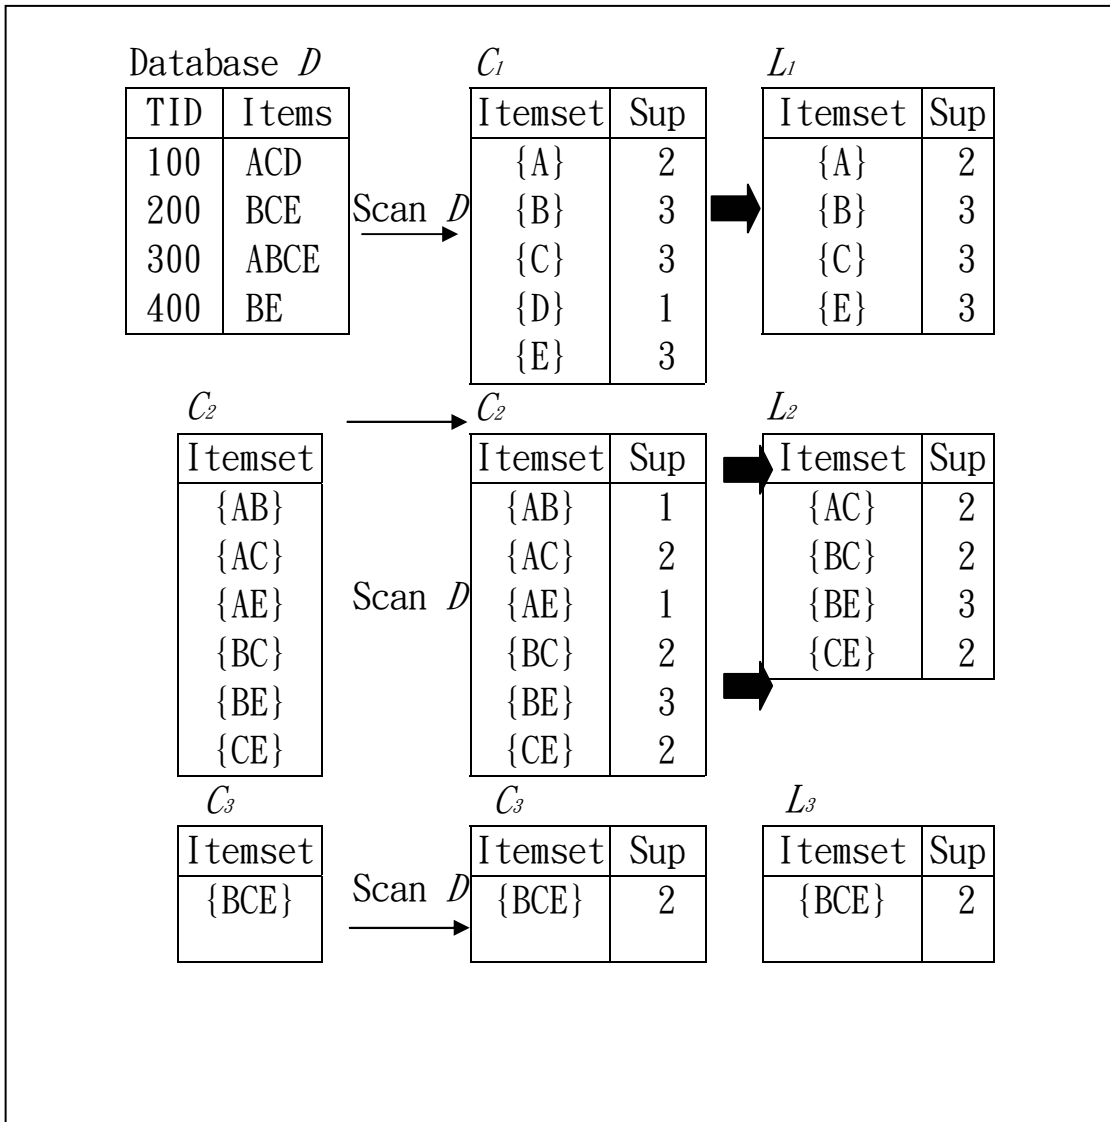 Database D C1 L1
TID Items Itemset Sup Itemset Sup
100 ACD {A} 2 {A} 2
200 BCE Scan D {B} 3 {B} 3
300 ABCE {C} 3 {C} 3
400 BE {D} 1 {E} 3
{E} 3
C2 C2 L2
Itemset Itemset Sup Itemset Sup
{AB} {AB} 1 {AC} 2
{AC} {AC} 2 {BC} 2
{AE} Scan D {AE} 1 {BE} 3
{BC} {BC} 2 {CE} 2
{BE} {BE} 3
{CE} {CE} 2
C3 C3 L3
Itemset Itemset Sup Itemset Sup
{BCE} Scan D {BCE} 2 {BCE} 2